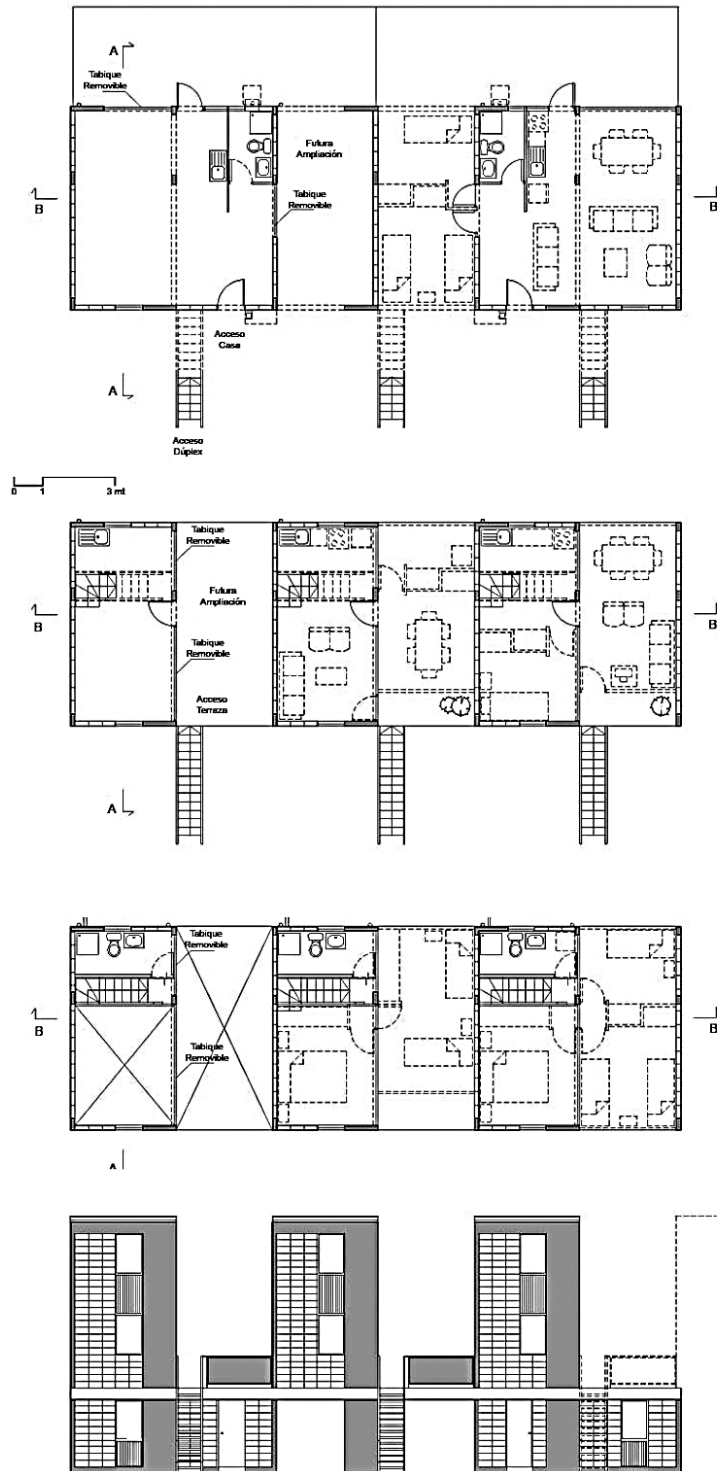 A
Tabique
Removible
Futura
Ampliación
Tabique
Removible
B
B
Acceso
Casa
A
Acceso
Dúplex
0 1 3 mt
Tabique
Removible
Futura
Ampliación
B
B
Tabique
Removible
Acceso
Terraza
A
Tabique
Removible
B
B
Tabique
Removible
A